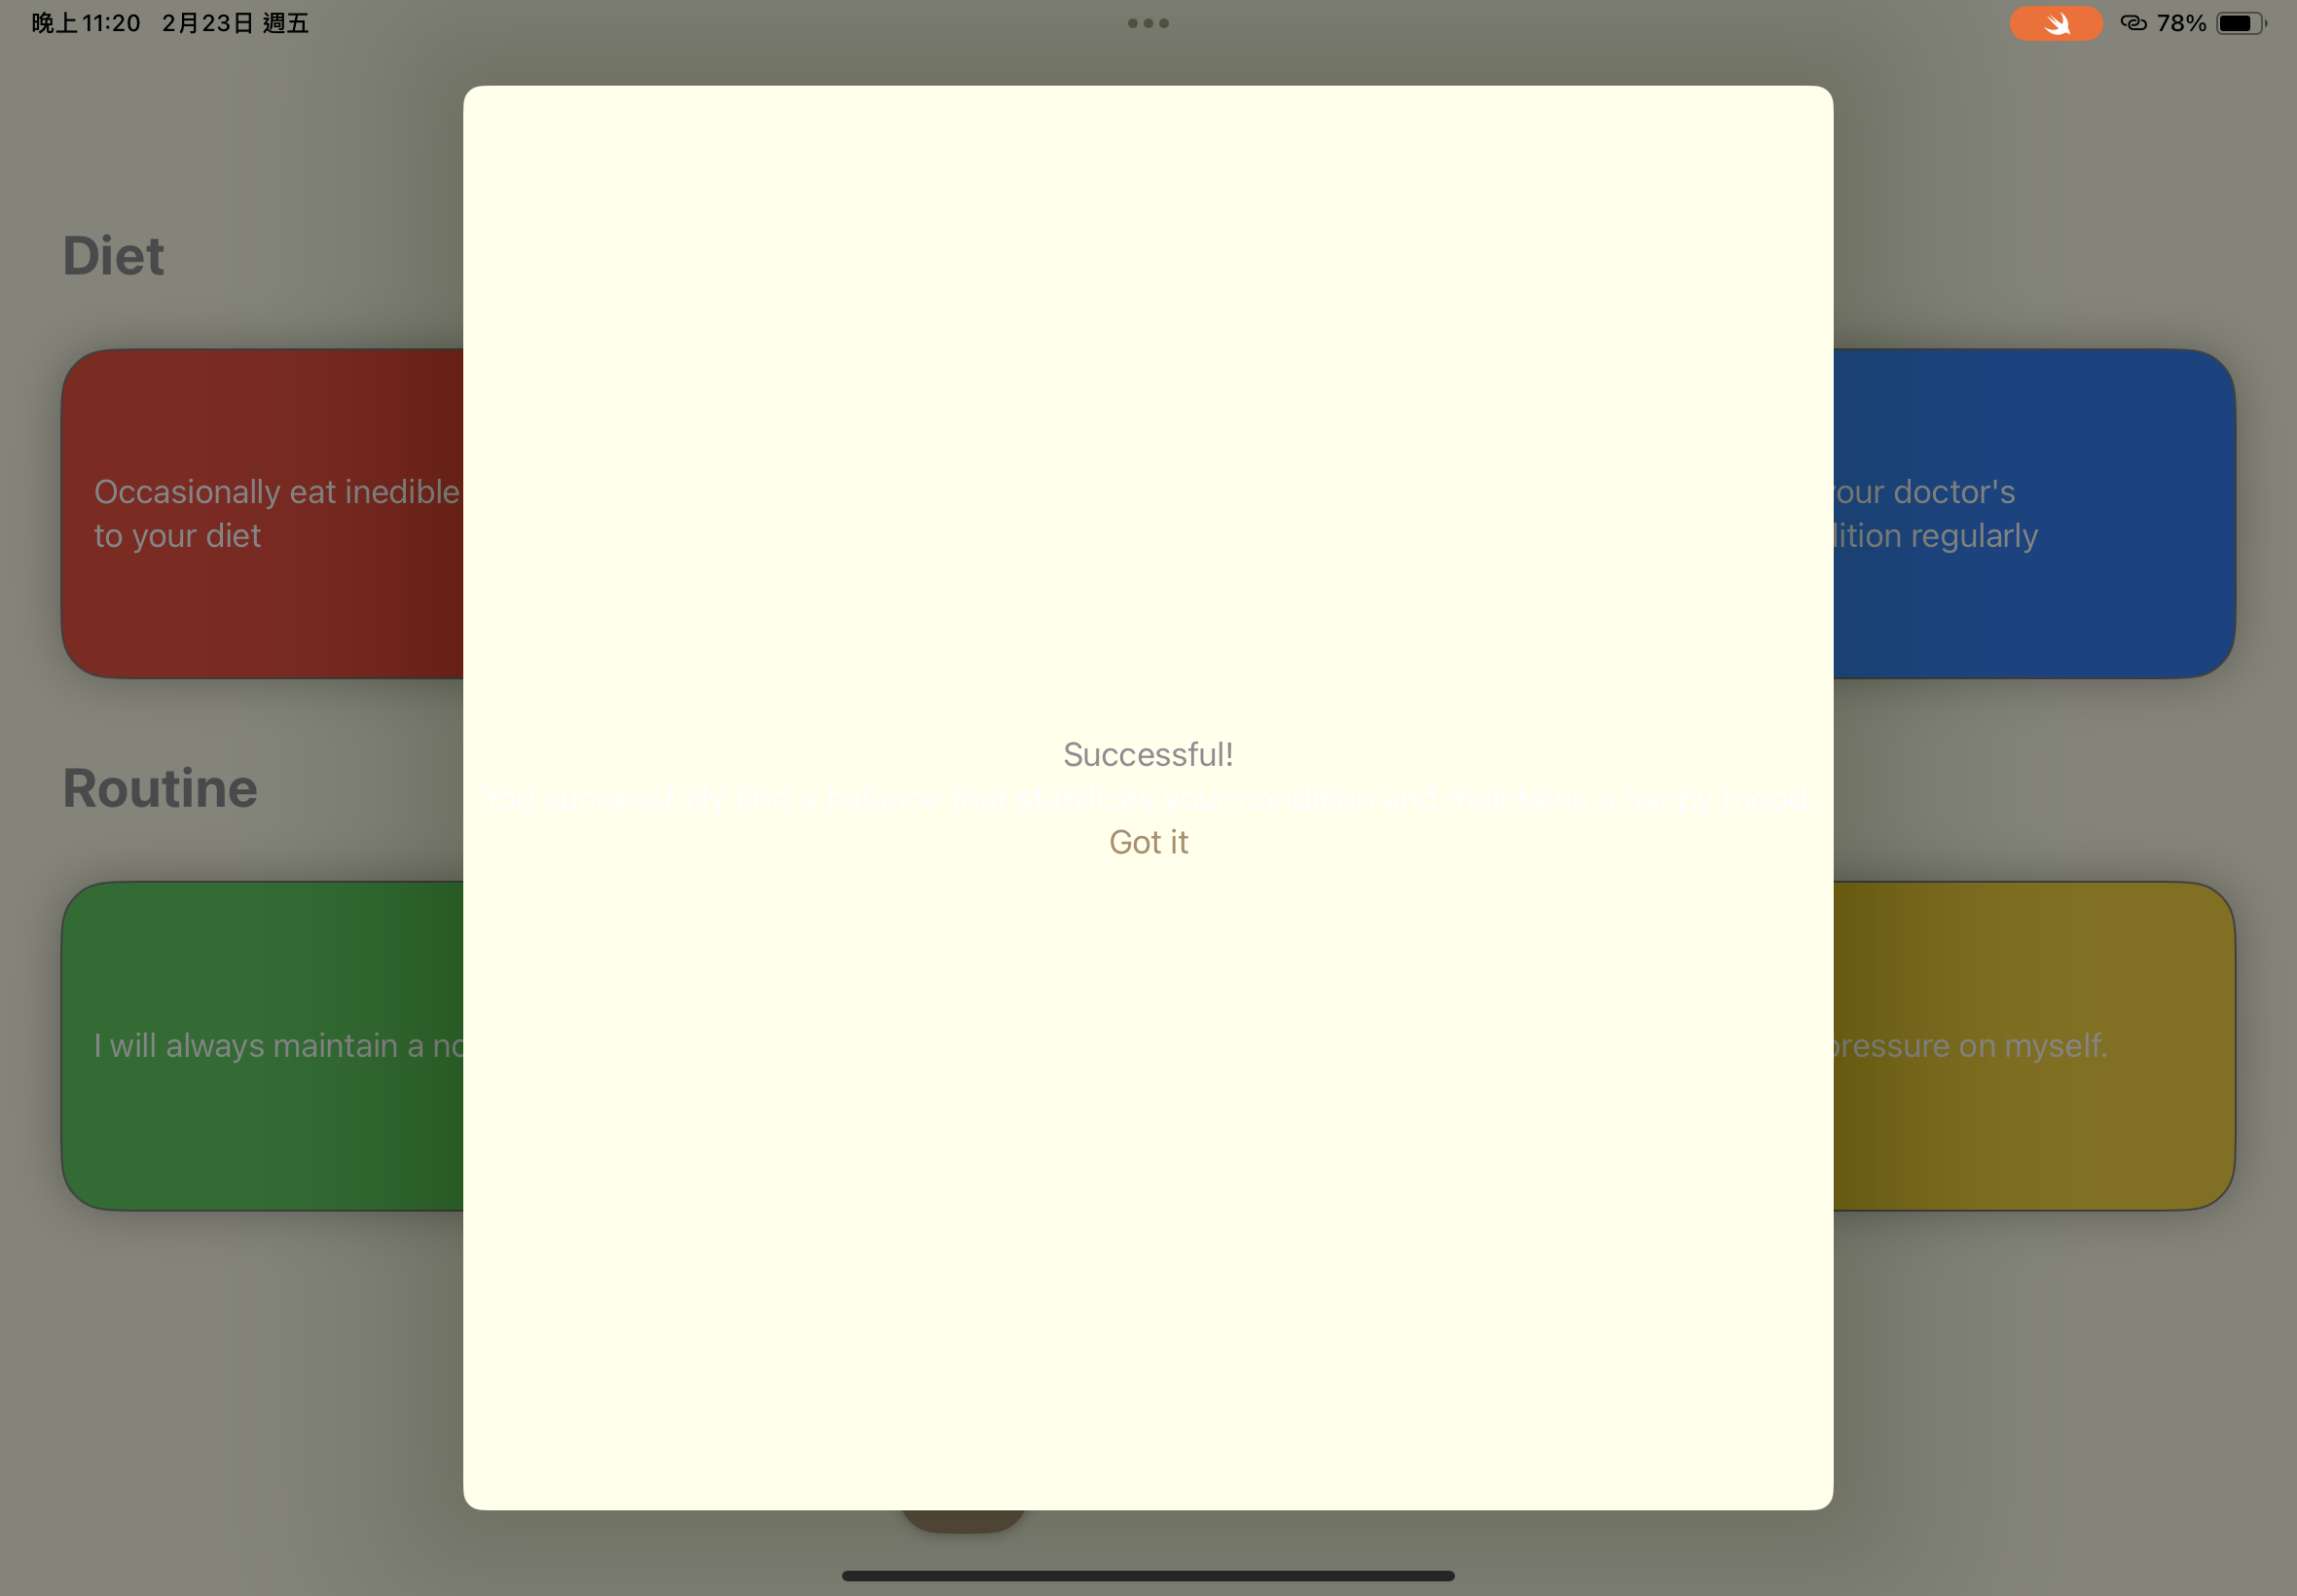 晚上11:20 2月23日 週五
78%
Diet
Occasionally eat inedible
to your diet
our doctor's
ition regularly
Successful!
You successfully find a balance that stabilizes your condition and maintains a happy mood
Got it
Routine
I will always maintain a no
pressure on myself.